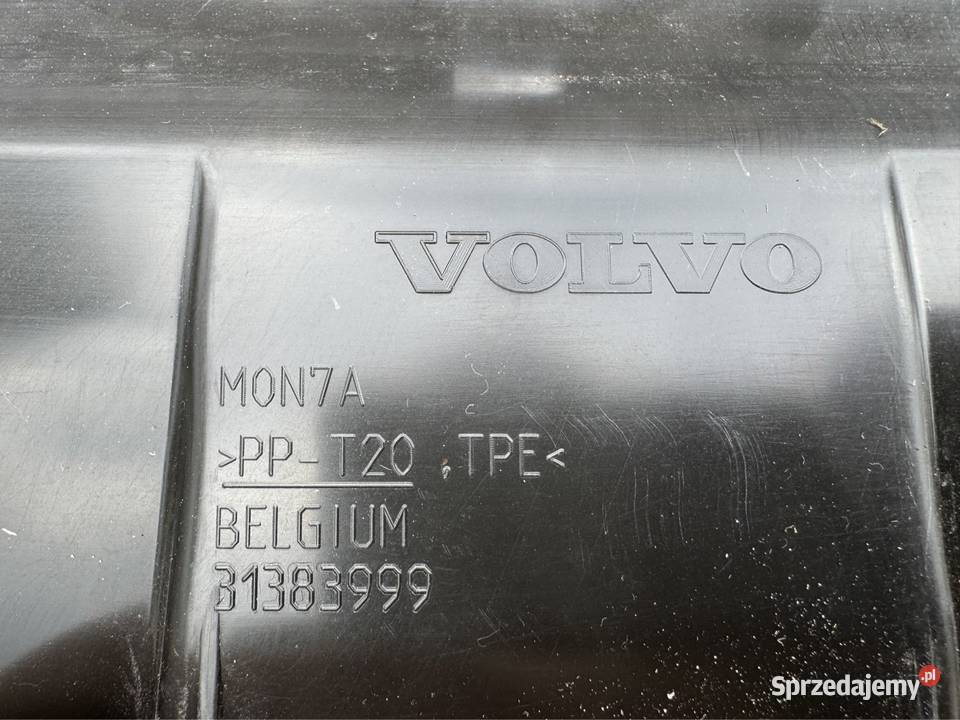 VOLVO
MON7A
>PP-T20 ,TPE<
BELGIUM
31383999
Sprzedajemy.pl